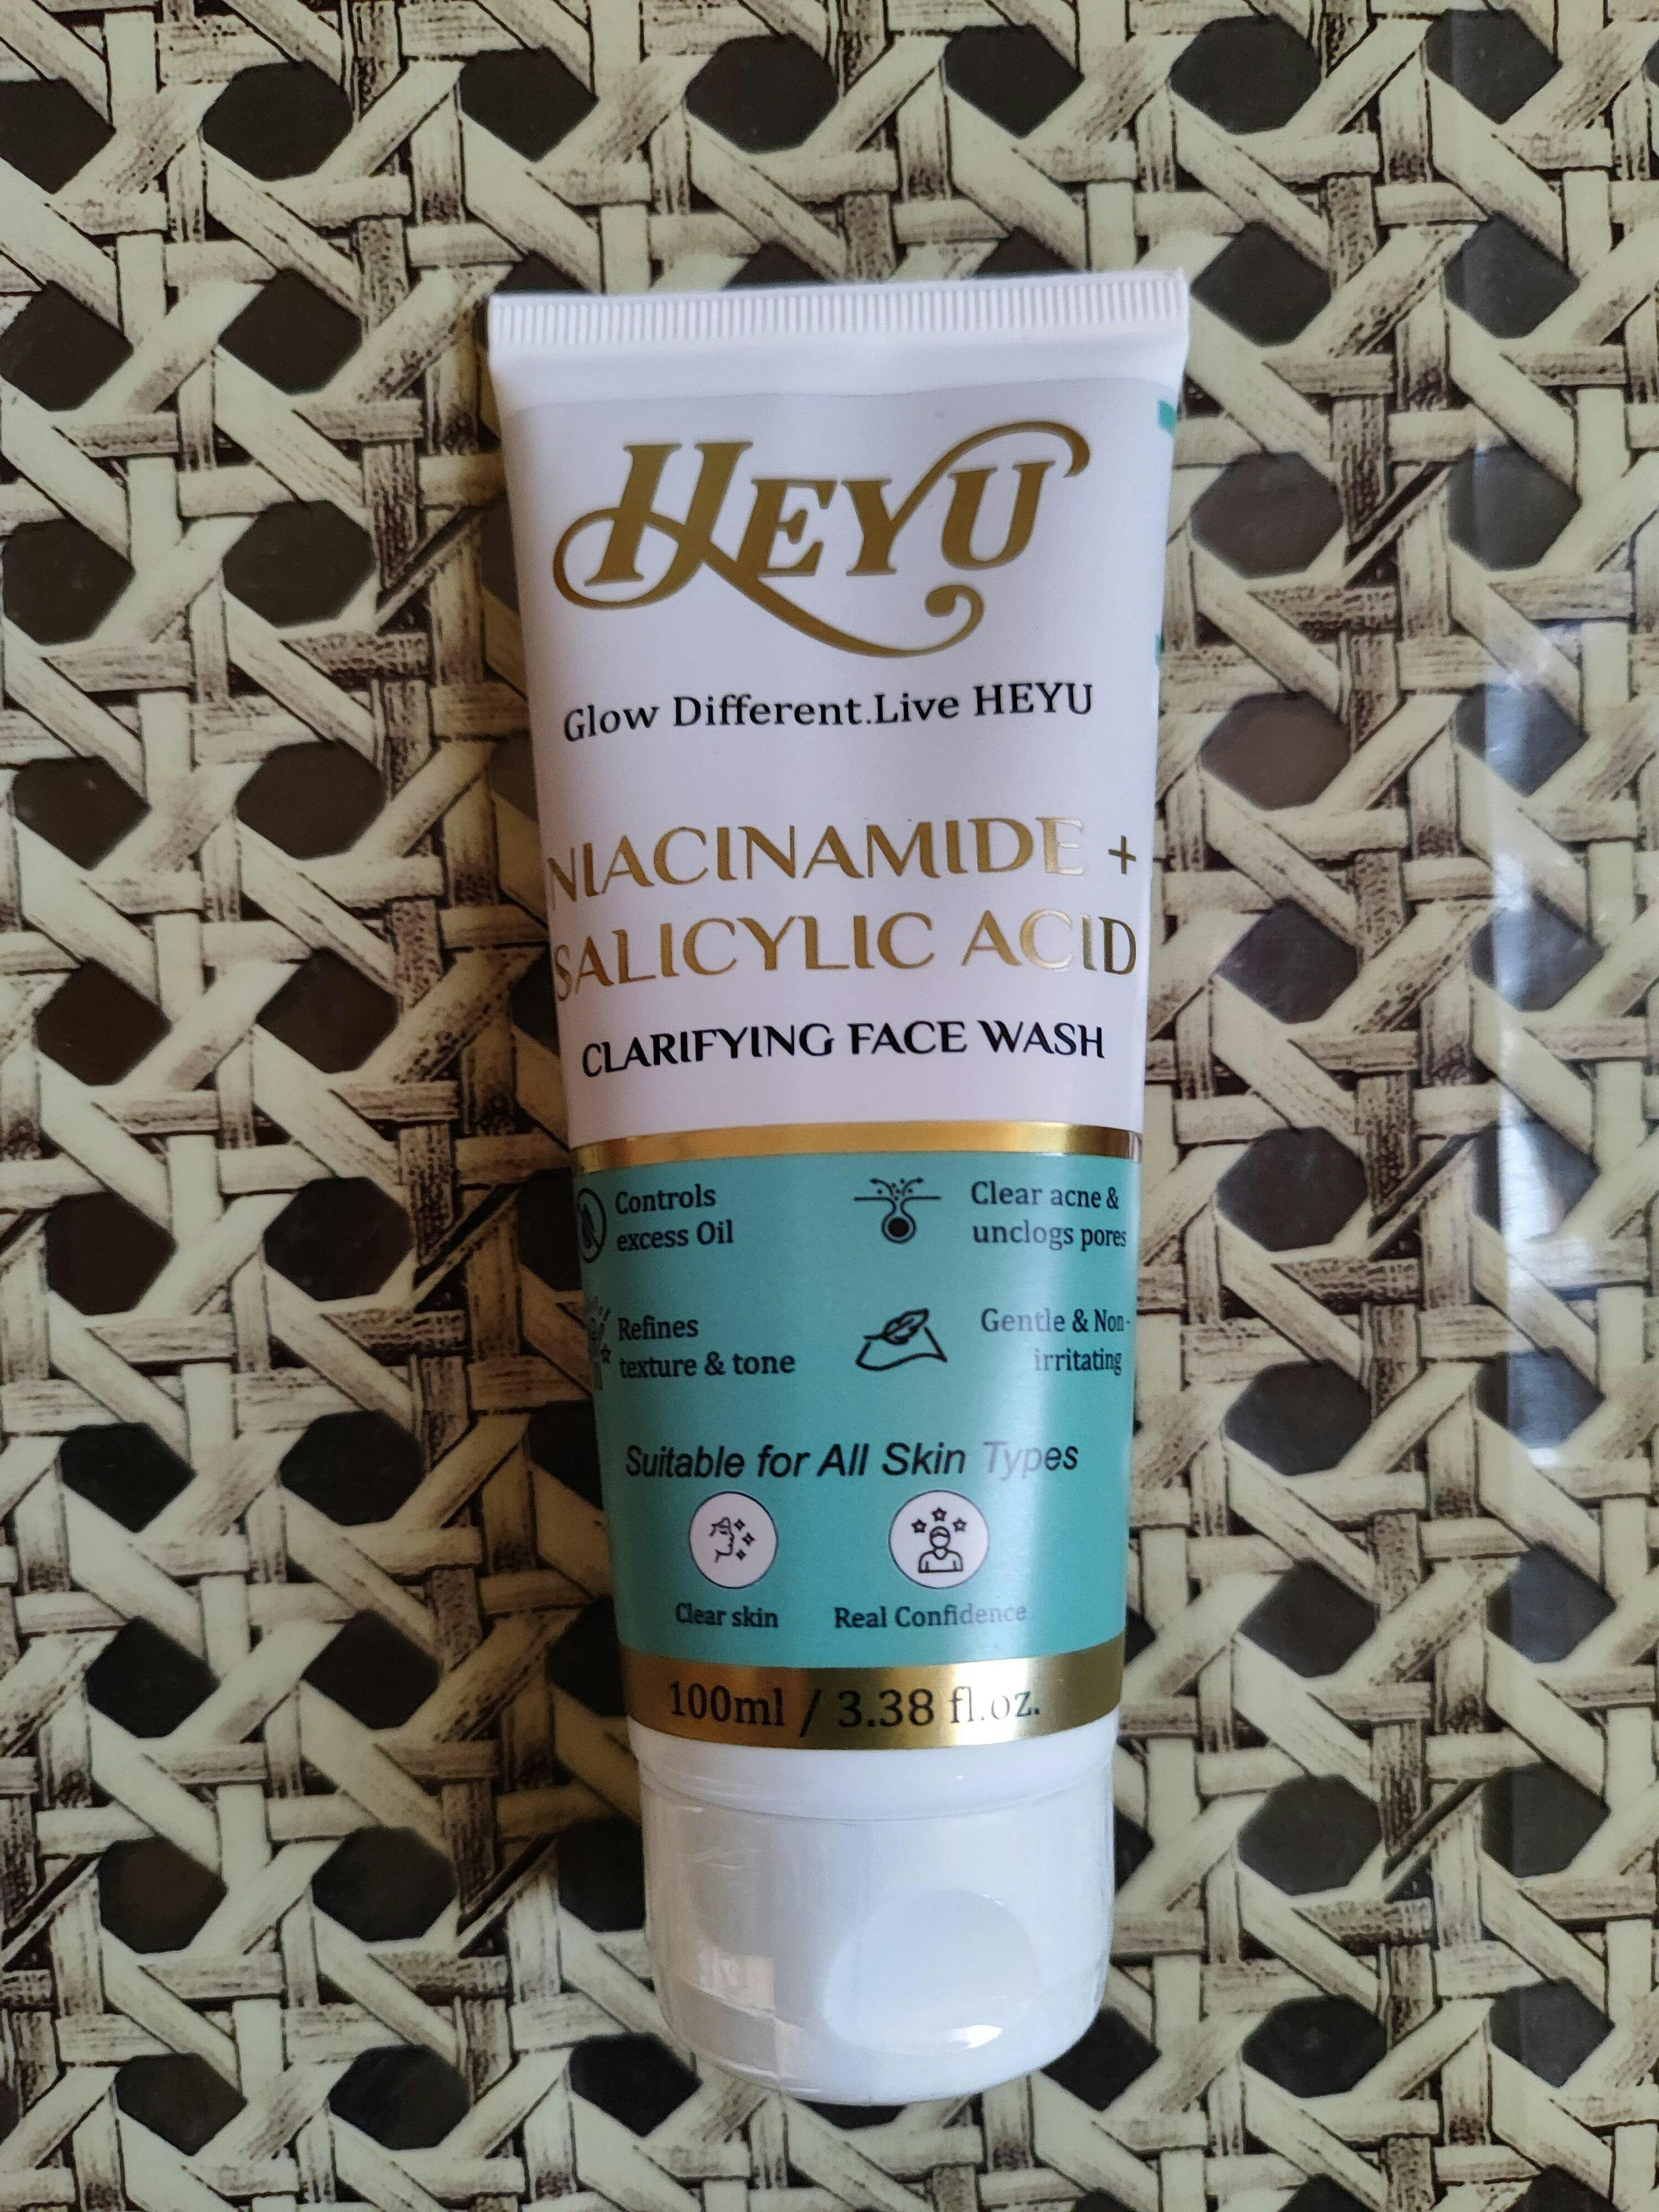 HEYU
Glow Different.Live HEYU
NIACINAMIDE +
SALICYLIC ACID
CLARIFYING FACE WASH
Controls
excess Oil
Clear acne &
unclogs pores
Refines
texture & tone
Gentle & Non-
irritating
Suitable for All Skin Types
Clear skin
Real Confidence
100ml / 3.38 fl.oz.